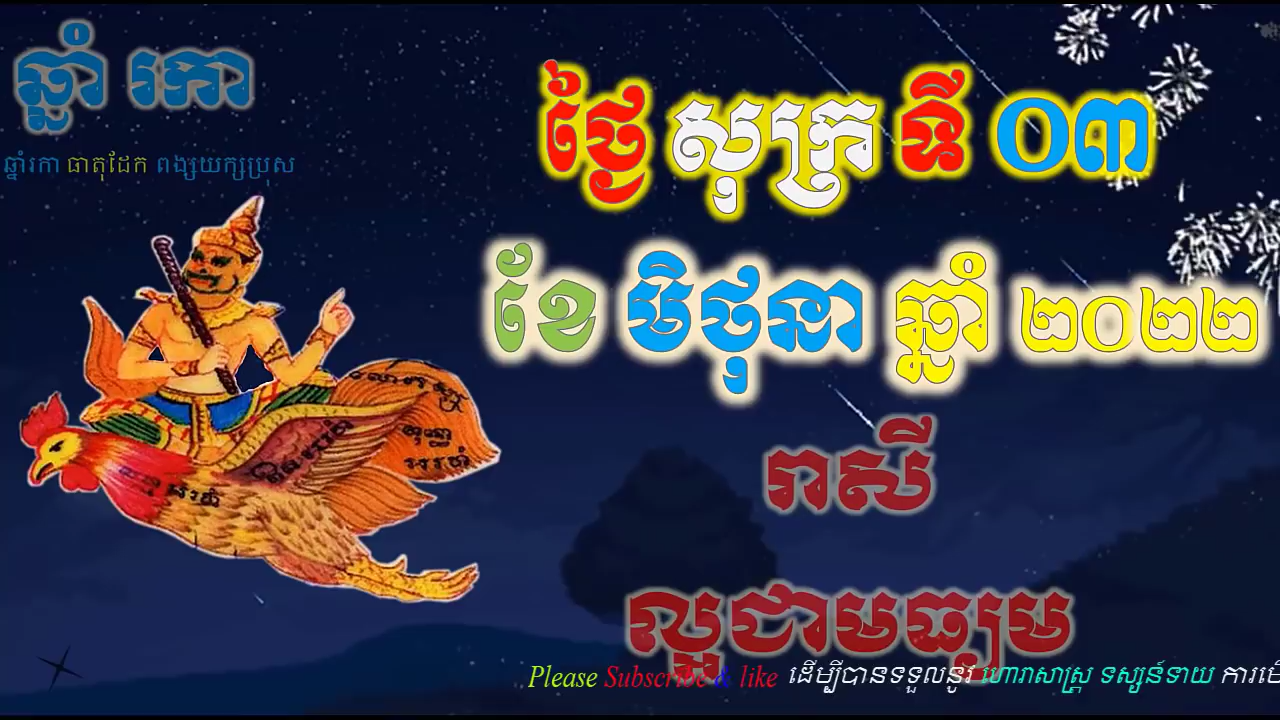 ឆ្នាំ រកា
ឆ្នាំរកា ធាតុដែក ពង្សយក្សប្រុស
ថ្ងៃ សុក្រ ទី ០៣
ខែ មិថុនា ឆ្នាំ ២០២២
រាសី
ល្អជាមធ្យម
Please Subscribe & like ដើម្បីបានទទួលនូវ ហោរាសាស្ត្រ ទស្សន៍ទាយ